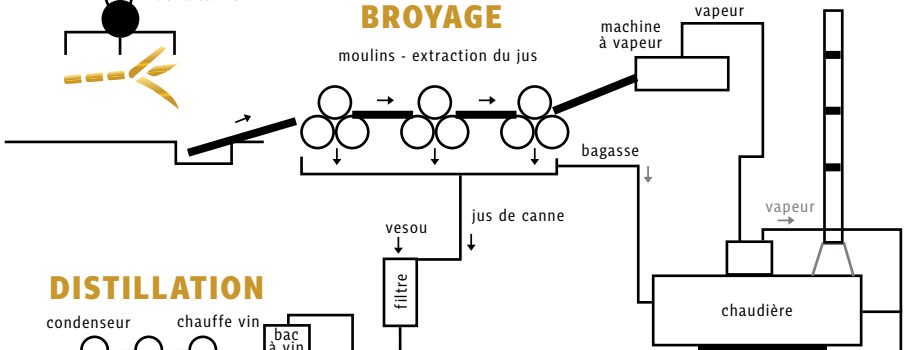 BROYAGE
moulins - extraction du jus
machine
à vapeur
vapeur
bagasse
vapeur
jus de canne
vesou
filtre
chaudière
DISTILLATION
condenseur
chauffe vin
bac
à vin